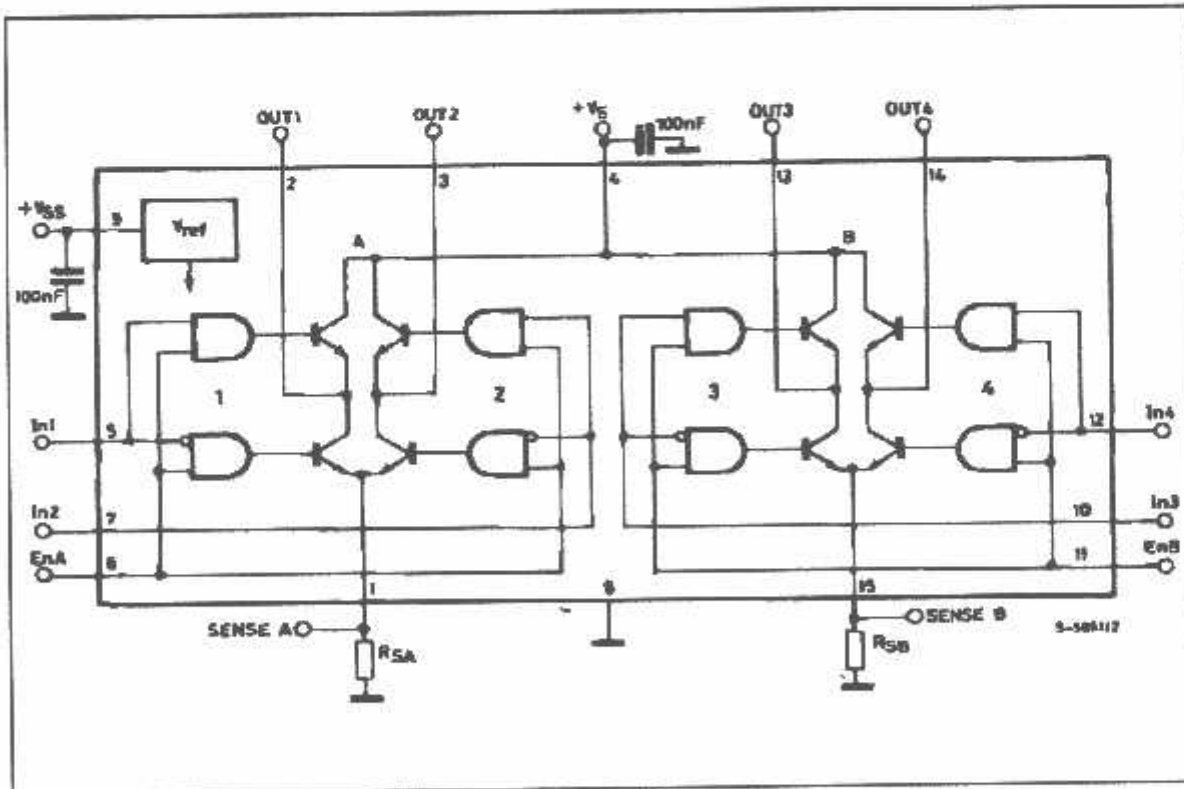 OUT1
OUT2
+Vs
100nF
OUT3
OUT4
2
3
4
13
14
+Vss
9
Vref
A
B
100nF
1
2
3
4
In1
5
12
In4
In2
7
10
In3
EnA
6
11
EnB
1
8
15
SENSE A
RSA
SENSE B
RSB